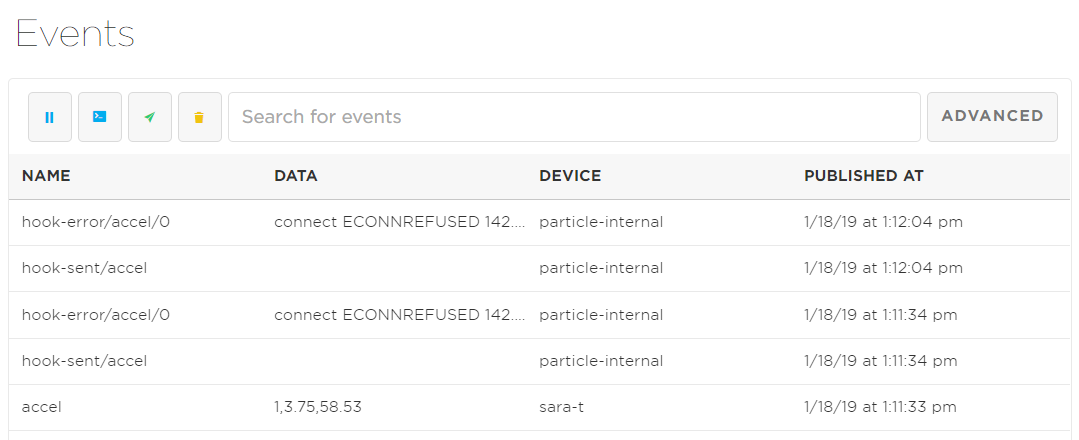 Events
Search for events ADVANCED
NAME DATA DEVICE PUBLISHED AT
hook-error/accel/0 connect ECONNREFUSED 142.... particle-internal 1/18/19 at 1:12:04 pm
hook-sent/accel particle-internal 1/18/19 at 1:12:04 pm
hook-error/accel/0 connect ECONNREFUSED 142.... particle-internal 1/18/19 at 1:11:34 pm
hook-sent/accel particle-internal 1/18/19 at 1:11:34 pm
accel 1,3.75,58.53 sara-t 1/18/19 at 1:11:33 pm